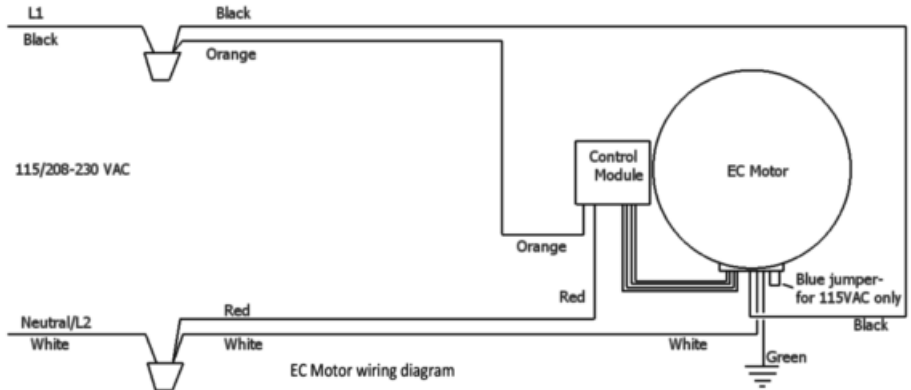 L1
Black
Black
Orange
115/208-230 VAC
Control
Module
EC Motor
Orange
Blue jumper-
for 115VAC only
Red
Red
Neutral/L2
White
White
White
Black
Green
EC Motor wiring diagram